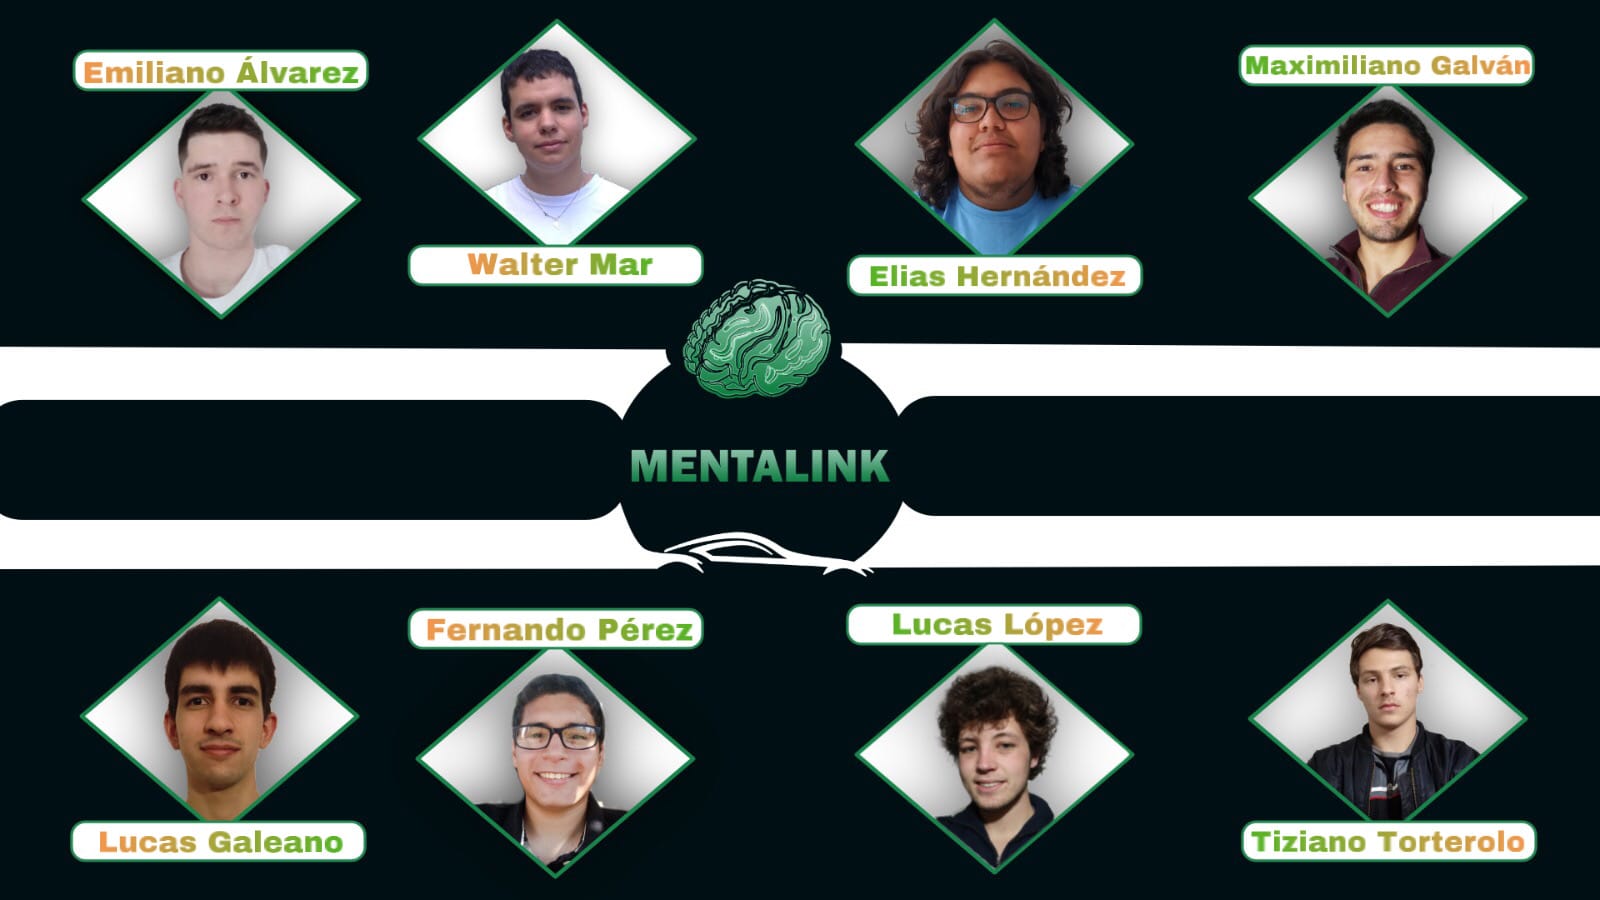 Emiliano Álvarez
Walter Mar
Elias Hernández
Maximiliano Galván
MENTALINK
Lucas Galeano
Fernando Pérez
Lucas López
Tiziano Torterolo